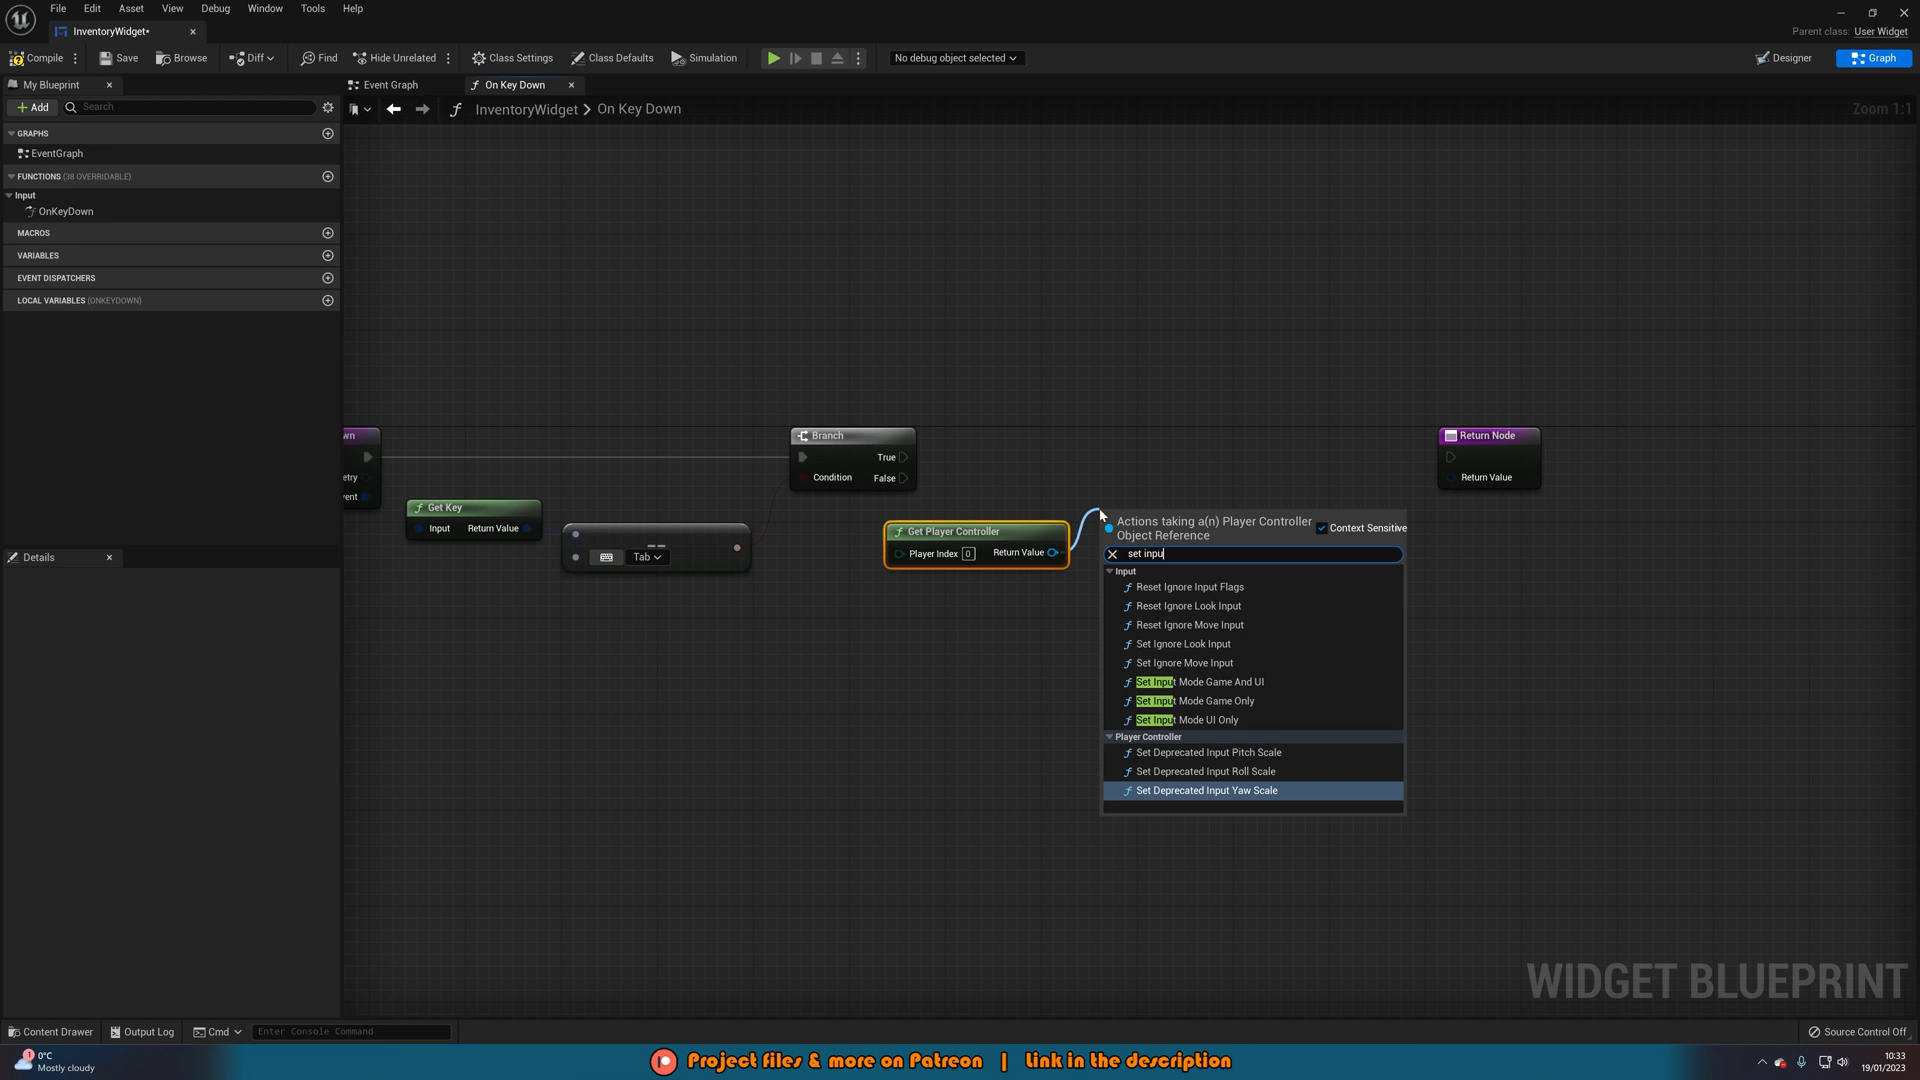 File Edit View Asset Debug Window Tools Help
InventoryWidget*
Parent class: User Widget
Compile Save Browse Diff Find Hide Unrelated Class Settings Class Defaults Simulation No debug object selected Designer Graph
My Blueprint Event Graph On Key Down
Add Search InventoryWidget > On Key Down Zoom 1:1
GRAPHS
EventGraph
FUNCTIONS (38 OVERRIDABLE)
Input
OnKeyDown
MACROS
VARIABLES
EVENT DISPATCHERS
LOCAL VARIABLES (ONKEYDOWN)
Details
wn
etry
vent
Get Key
Input Return Value
==
Tab
Branch
True
Condition False
Get Player Controller
Player Index 0 Return Value
Return Node
Return Value
Actions taking a(n) Player Controller
Object Reference
Context Sensitive
set inpu
Input
Reset Ignore Input Flags
Reset Ignore Look Input
Reset Ignore Move Input
Set Ignore Look Input
Set Ignore Move Input
Set Input Mode Game And UI
Set Input Mode Game Only
Set Input Mode UI Only
Player Controller
Set Deprecated Input Pitch Scale
Set Deprecated Input Roll Scale
Set Deprecated Input Yaw Scale
WIDGET BLUEPRINT
Content Drawer Output Log Cmd Enter Console Command Source Control Off
1
0°C
Mostly cloudy
Project files & more on Patreon | Link in the description
10:33
19/01/2023